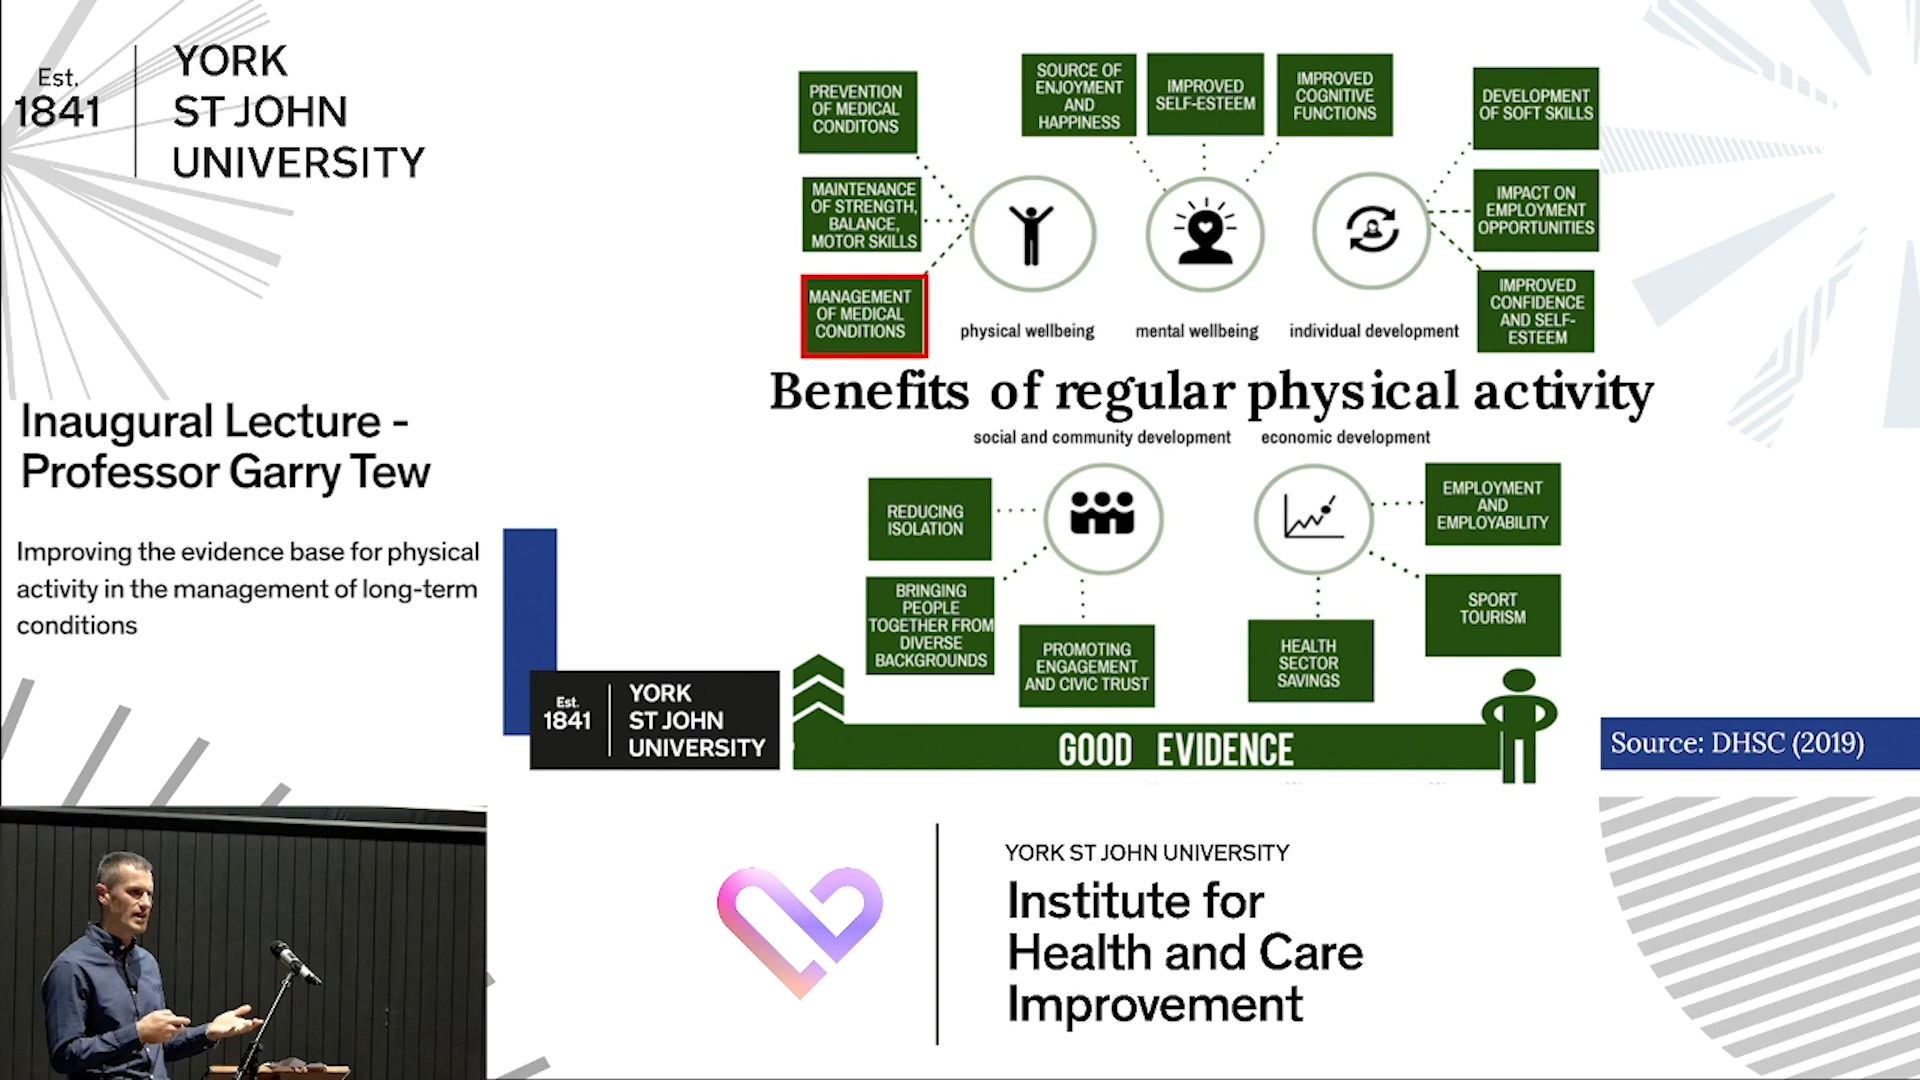 Est.
1841
YORK
ST JOHN
UNIVERSITY
Inaugural Lecture -
Professor Garry Tew
Improving the evidence base for physical
activity in the management of long-term
conditions
PREVENTION
OF MEDICAL
CONDITONS
MAINTENANCE
OF STRENGTH,
BALANCE,
MOTOR SKILLS
MANAGEMENT
OF MEDICAL
CONDITIONS
SOURCE OF
ENJOYMENT
AND
HAPPINESS
IMPROVED
SELF-ESTEEM
IMPROVED
COGNITIVE
FUNCTIONS
DEVELOPMENT
OF SOFT SKILLS
IMPACT ON
EMPLOYMENT
OPPORTUNITIES
IMPROVED
CONFIDENCE
AND SELF-
ESTEEM
physical wellbeing
mental wellbeing
individual development
Benefits of regular physical activity
social and community development
economic development
REDUCING
ISOLATION
BRINGING
PEOPLE
TOGETHER FROM
DIVERSE
BACKGROUNDS
PROMOTING
ENGAGEMENT
AND CIVIC TRUST
HEALTH
SECTOR
SAVINGS
EMPLOYMENT
AND
EMPLOYABILITY
SPORT
TOURISM
Est.
1841
YORK
ST JOHN
UNIVERSITY
GOOD EVIDENCE
Source: DHSC (2019)
YORK ST JOHN UNIVERSITY
Institute for
Health and Care
Improvement